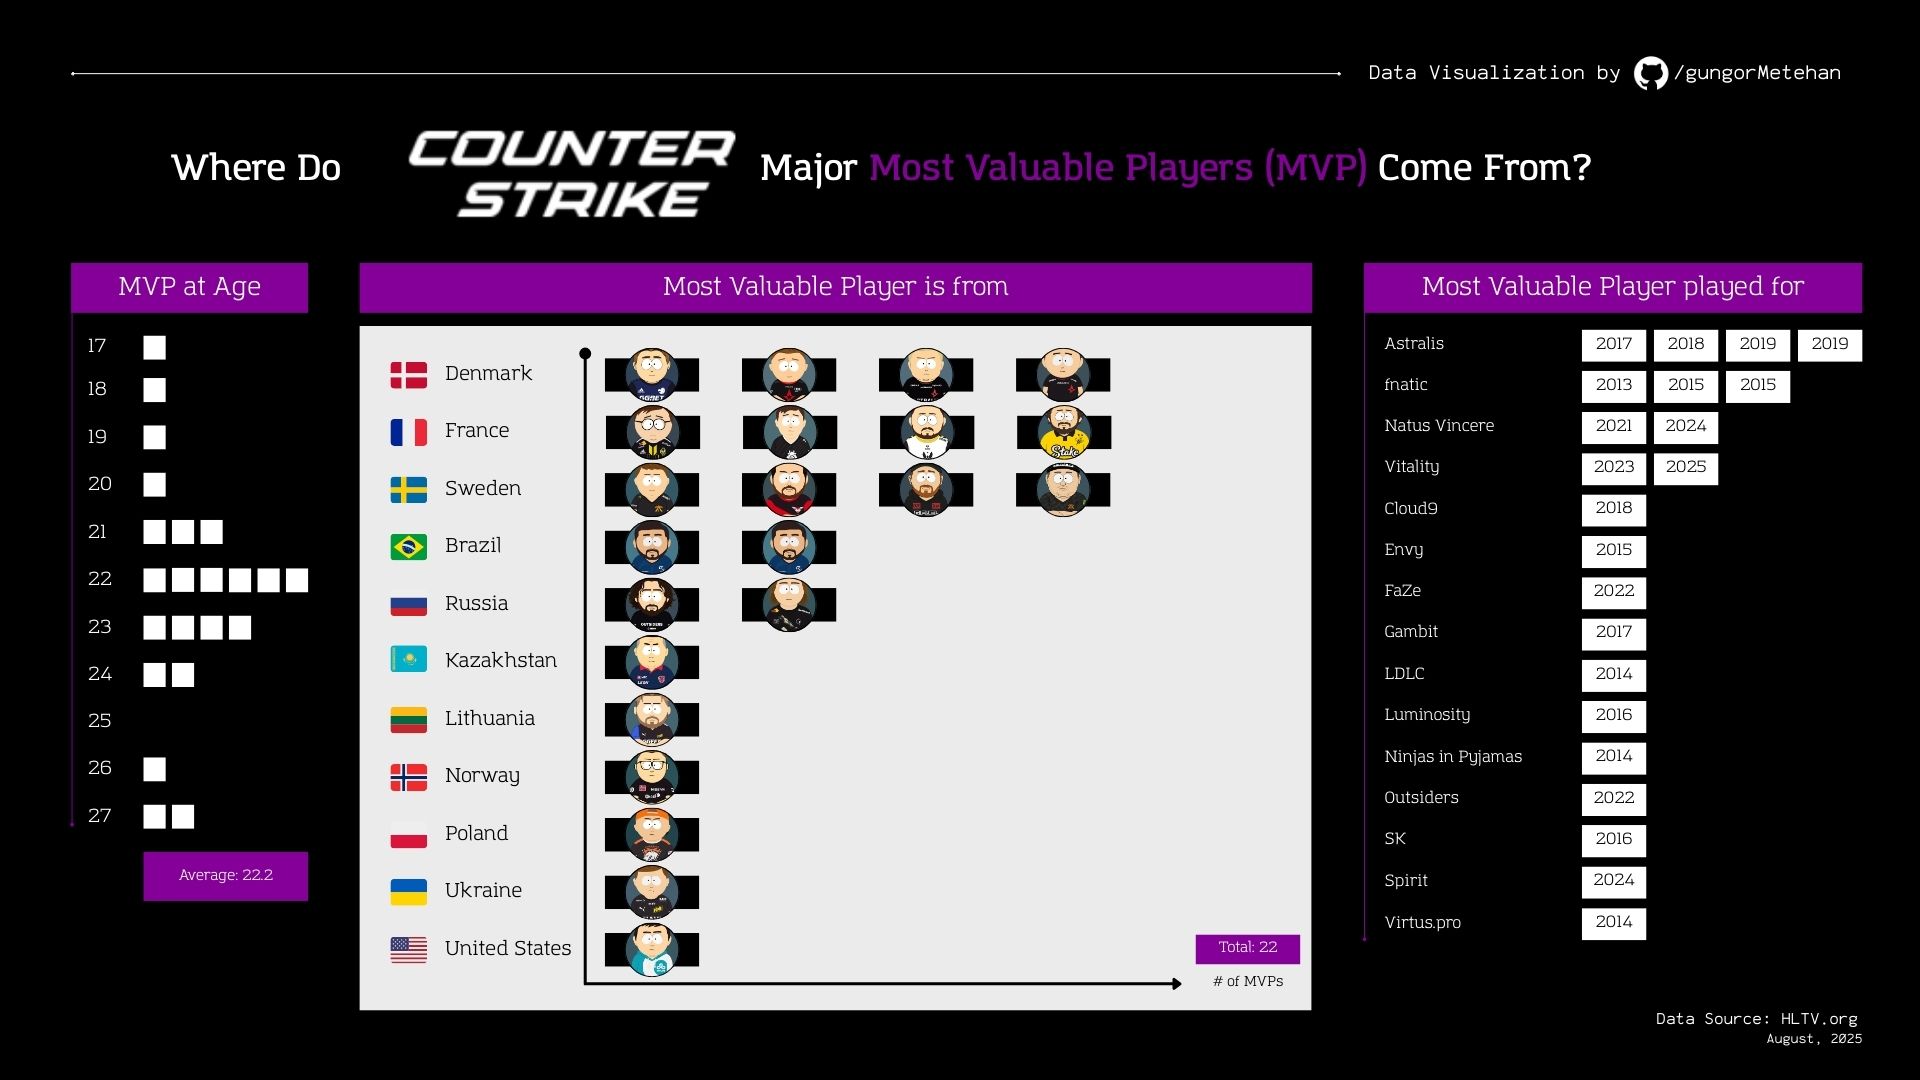 Data Visualization by /gungorMetehan
Where Do COUNTER STRIKE Major Most Valuable Players (MVP) Come From?
MVP at Age
17
18
19
20
21
22
23
24
25
26
27
Average: 22.2
Most Valuable Player is from
Denmark
France
Stake
Sweden
Brazil
Russia
Kazakhstan
Lithuania
Norway
Poland
Ukraine
United States
Total: 22
# of MVPs
Most Valuable Player played for
Astralis 2017 2018 2019 2019
fnatic 2013 2015 2015
Natus Vincere 2021 2024
Vitality 2023 2025
Cloud9 2018
Envy 2015
FaZe 2022
Gambit 2017
LDLC 2014
Luminosity 2016
Ninjas in Pyjamas 2014
Outsiders 2022
SK 2016
Spirit 2024
Virtus.pro 2014
Data Source: HLTV.org
August, 2025